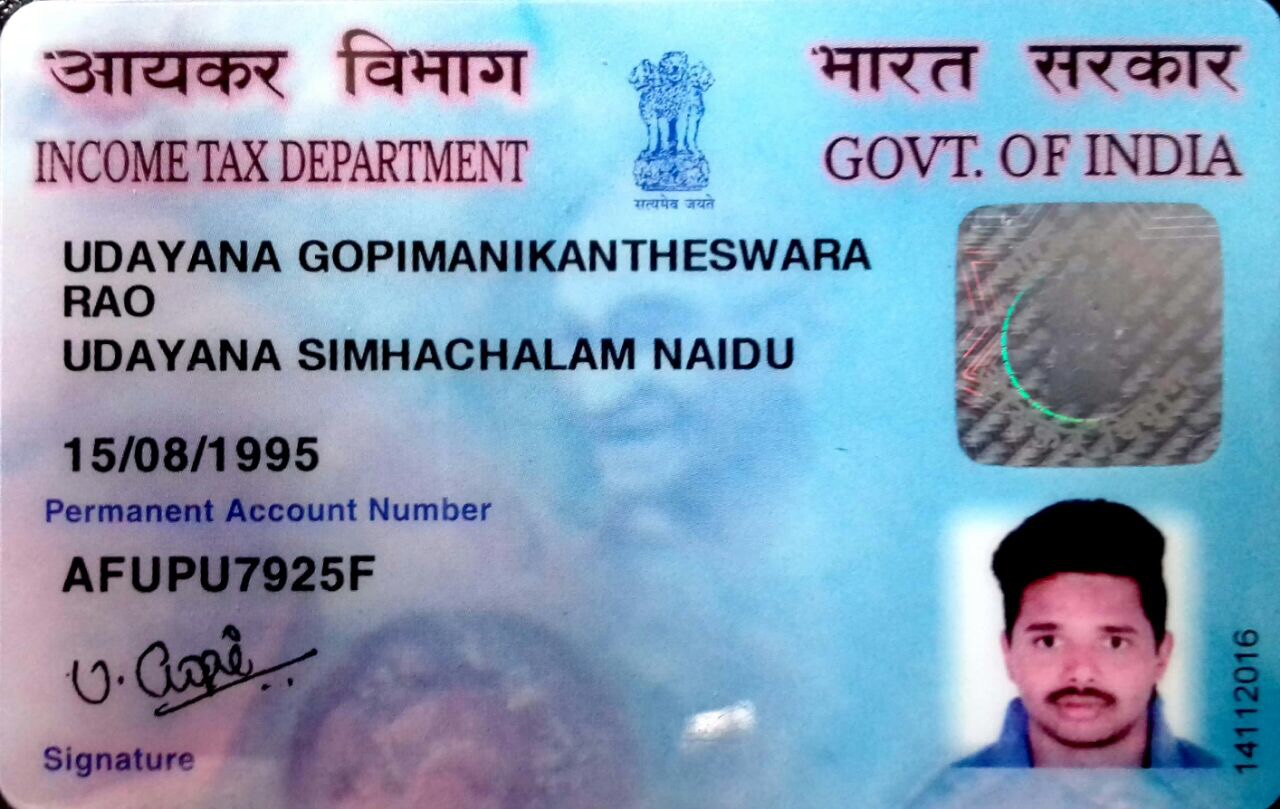 आयकर विभाग
INCOME TAX DEPARTMENT
सत्यमेव जयते
भारत सरकार
GOVT. OF INDIA
UDAYANA GOPIMANIKANTHESWARA
RAO
UDAYANA SIMHACHALAM NAIDU
15/08/1995
Permanent Account Number
AFUPU7925F
U. Gopi
Signature
14112016